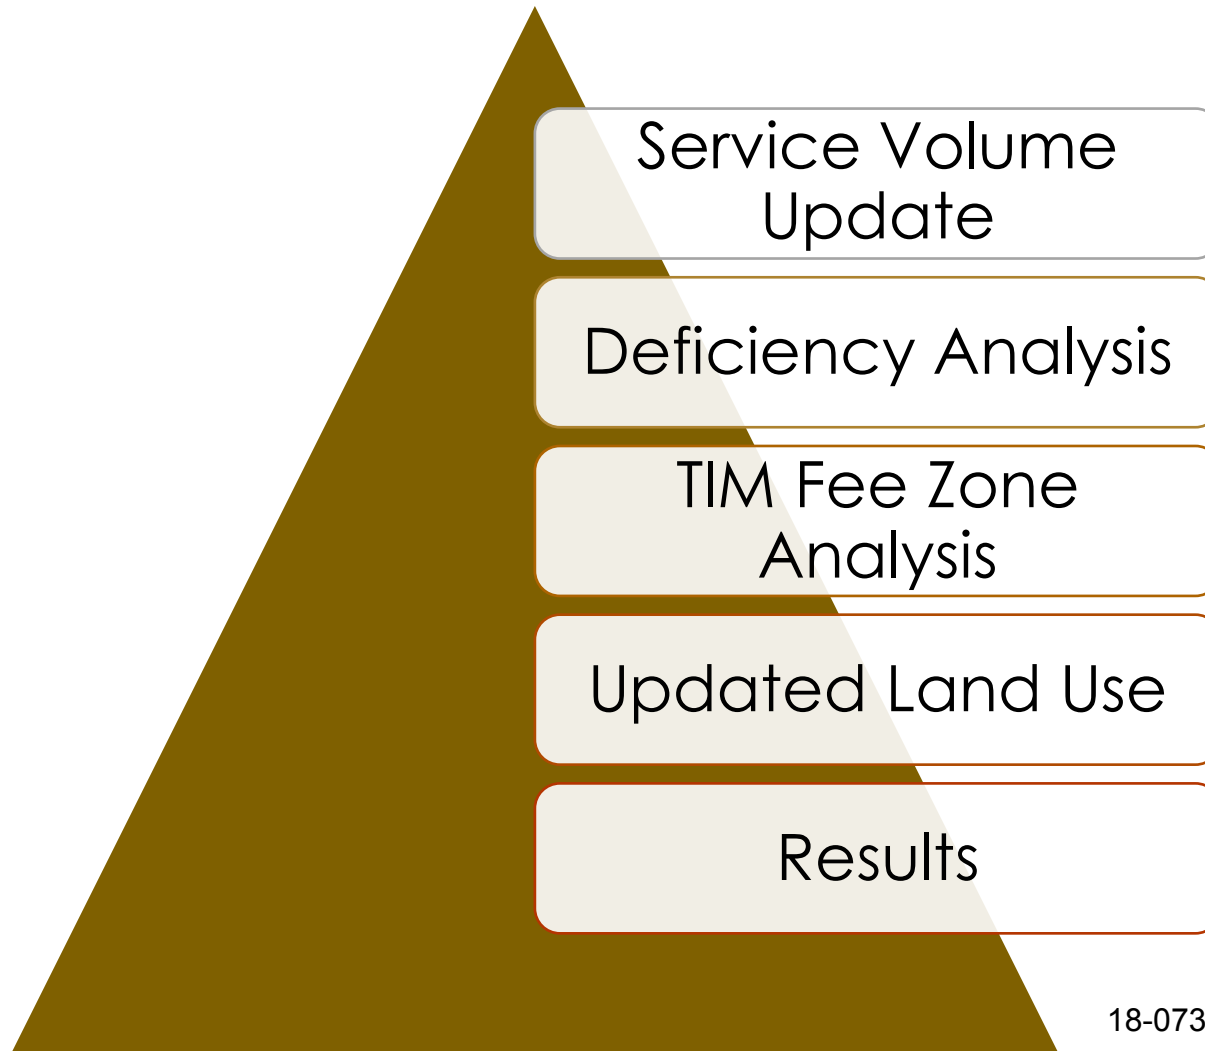 Service Volume
Update
Deficiency Analysis
TIM Fee Zone
Analysis
Updated Land Use
Results
18-073